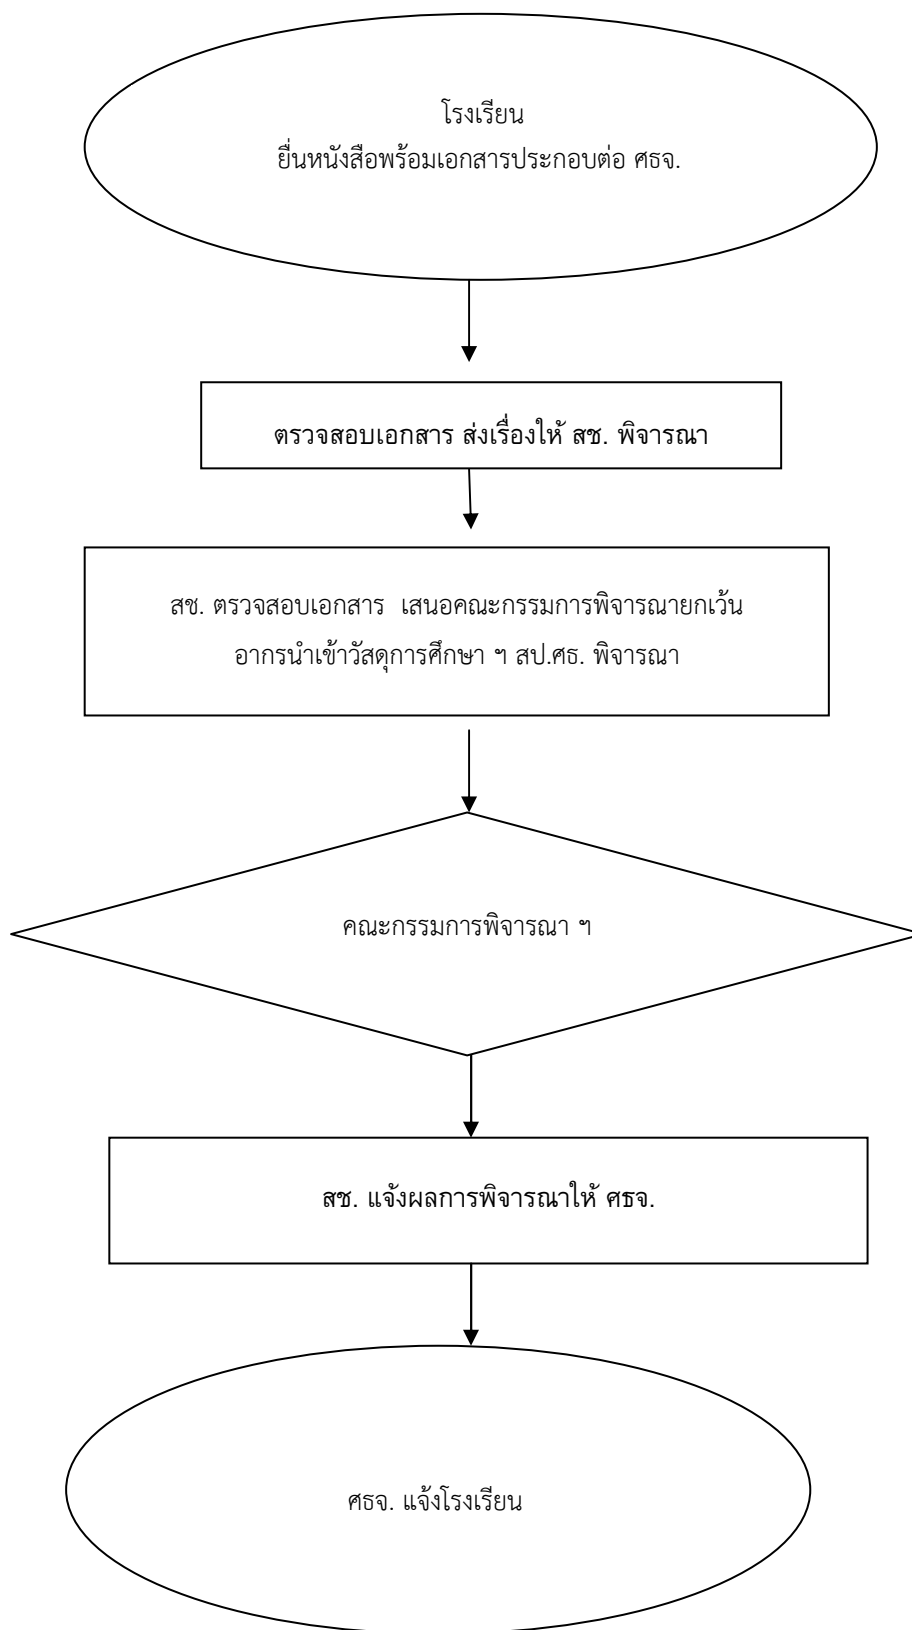 โรงเรียน
ยื่นหนังสือพร้อมเอกสารประกอบต่อ ศธจ.
ตรวจสอบเอกสาร ส่งเรื่องให้ สช. พิจารณา
สช. ตรวจสอบเอกสาร เสนอคณะกรรมการพิจารณายกเว้น
อากรนำเข้าวัสดุการศึกษา ฯ สป.ศธ. พิจารณา
คณะกรรมการพิจารณา ฯ
สช. แจ้งผลการพิจารณาให้ ศธจ.
ศธจ. แจ้งโรงเรียน